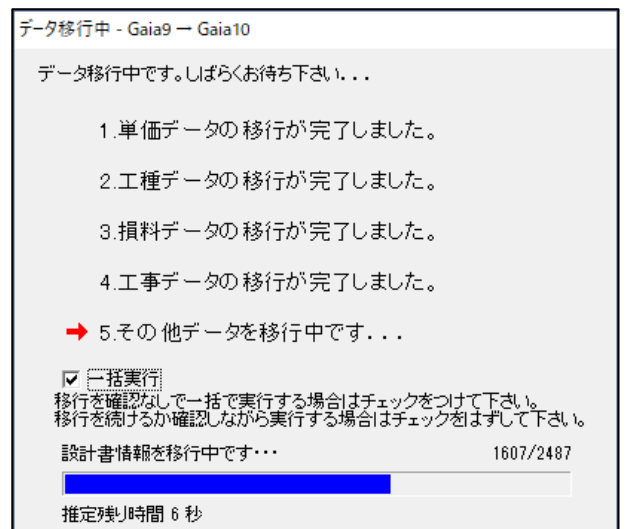 データ移行中 - Gaia9 → Gaia10
データ移行中です。しばらくお待ち下さい...
1.単価データの移行が完了しました。
2.工種データの移行が完了しました。
3.損料データの移行が完了しました。
4.工事データの移行が完了しました。
5.その他データを移行中です...
一括実行
移行を確認なしで一括で実行する場合はチェックをつけて下さい。
移行を続けるか確認しながら実行する場合はチェックをはずして下さい。
設計書情報を移行中です・・・ 1607/2487
推定残り時間 6 秒